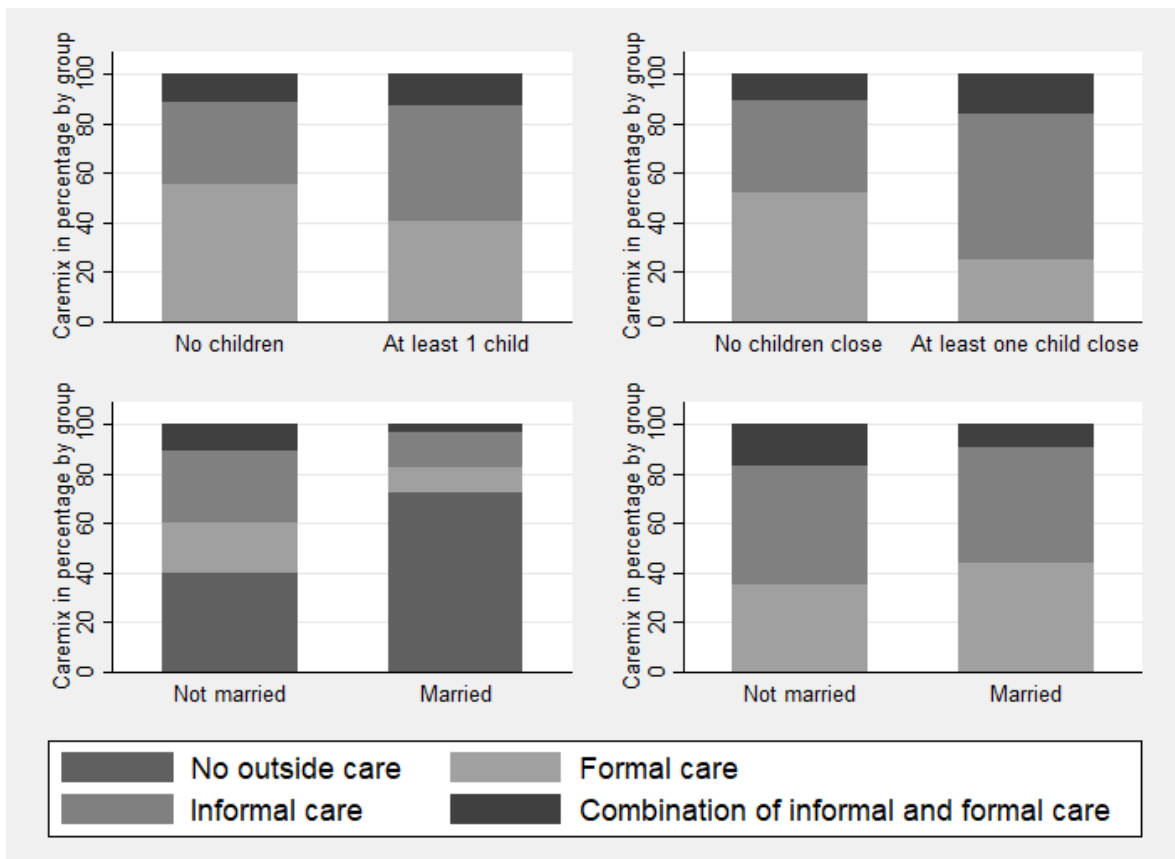 Caremix in percentage by group
100
80
60
40
20
0
No children
At least 1 child
Caremix in percentage by group
100
80
60
40
20
0
No children close
At least one child close
Caremix in percentage by group
100
80
60
40
20
0
Not married
Married
Caremix in percentage by group
100
80
60
40
20
0
Not married
Married
No outside care
Formal care
Informal care
Combination of informal and formal care